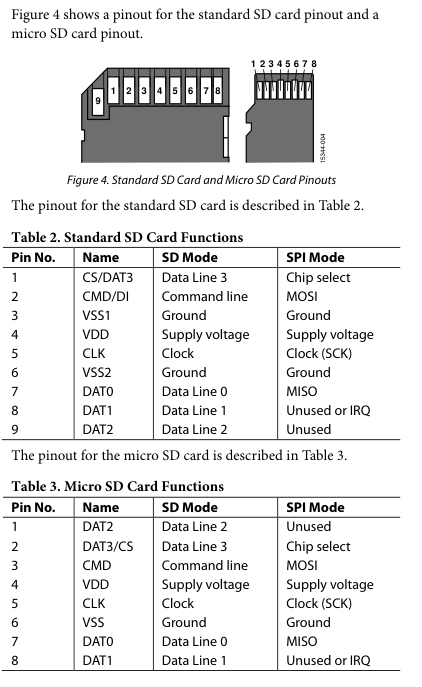 Figure 4 shows a pinout for the standard SD card pinout and a
micro SD card pinout.
1 2 3 4 5 6 7 8
9 1 2 3 4 5 6 7 8
15344-004
Figure 4. Standard SD Card and Micro SD Card Pinouts
The pinout for the standard SD card is described in Table 2.
Table 2. Standard SD Card Functions
Pin No. Name SD Mode SPI Mode
1 CS/DAT3 Data Line 3 Chip select
2 CMD/DI Command line MOSI
3 VSS1 Ground Ground
4 VDD Supply voltage Supply voltage
5 CLK Clock Clock (SCK)
6 VSS2 Ground Ground
7 DAT0 Data Line 0 MISO
8 DAT1 Data Line 1 Unused or IRQ
9 DAT2 Data Line 2 Unused
The pinout for the micro SD card is described in Table 3.
Table 3. Micro SD Card Functions
Pin No. Name SD Mode SPI Mode
1 DAT2 Data Line 2 Unused
2 DAT3/CS Data Line 3 Chip select
3 CMD Command line MOSI
4 VDD Supply voltage Supply voltage
5 CLK Clock Clock (SCK)
6 VSS Ground Ground
7 DAT0 Data Line 0 MISO
8 DAT1 Data Line 1 Unused or IRQ